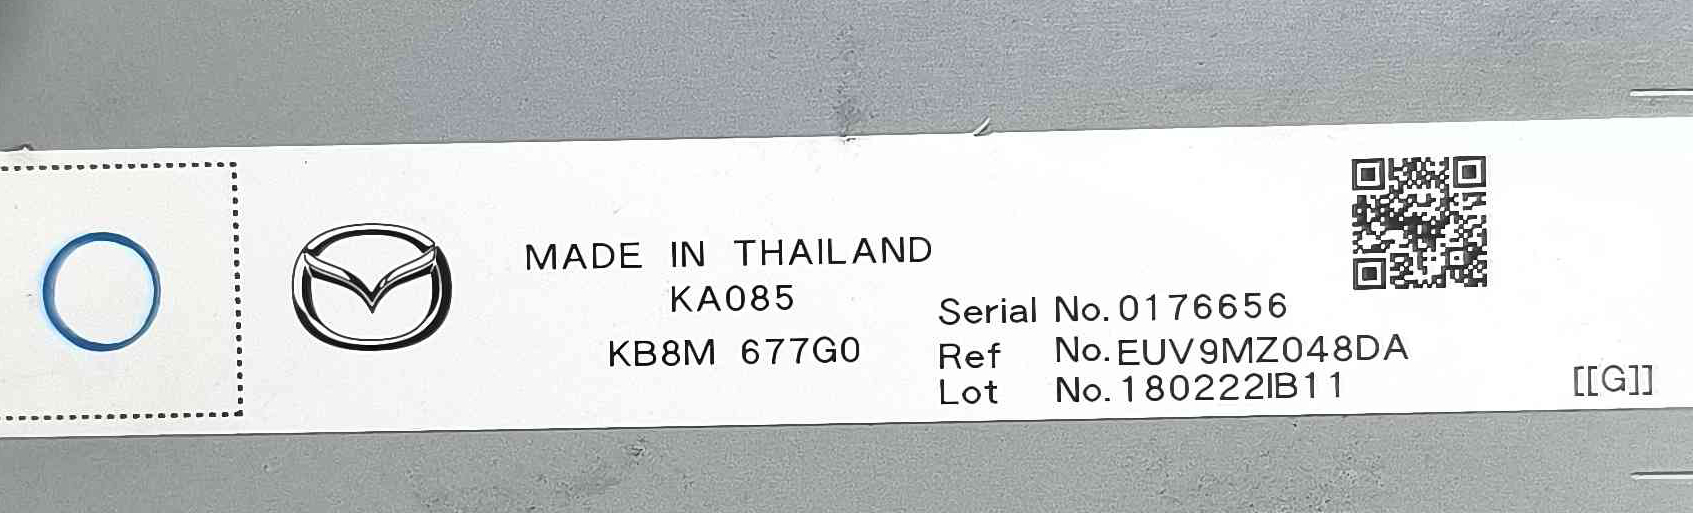 MADE IN THAILAND
KA085
KB8M 677G0
Serial No.0176656
Ref No.EUV9MZ048DA
Lot No.180222IB11
[[G]]